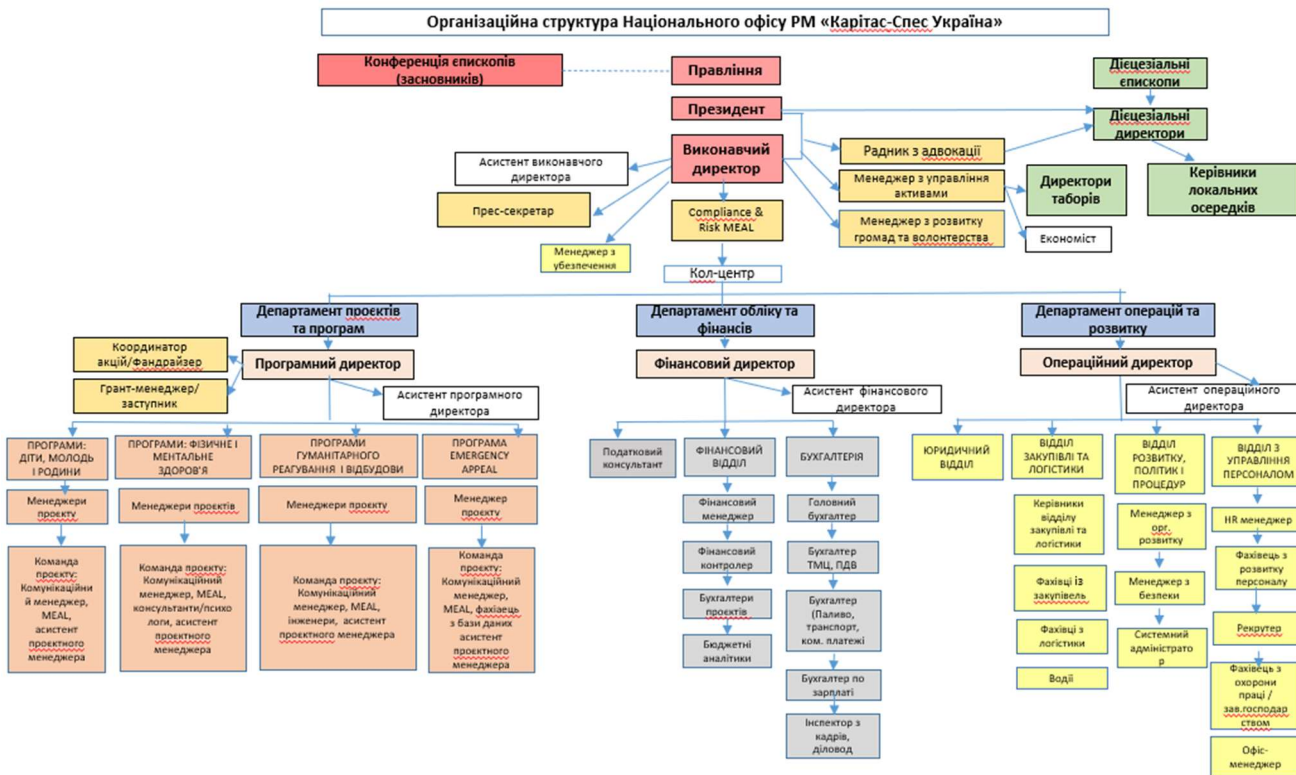 Організаційна структура Національного офісу РМ «Карітас-Спес Україна»
Конференція єпископів
(засновників)
Правління
Дієцезіальні
єпископи
Президент
Дієцезіальні
директори
Виконавчий
директор
Асистент виконавчого
директора
Радник з адвокації
Менеджер з управління
активами
Директори
таборів
Керівники
локальних
осередків
Прес-секретар
Compliance &
Risk MEAL
Менеджер з розвитку
громад та волонтерства
Економіст
Менеджер з
убезпечення
Кол-центр
Департамент проєктів
та програм
Департамент обліку та
фінансів
Департамент операцій та
розвитку
Координатор
акцій/Фандрайзер
Програмний директор
Фінансовий директор
Операційний директор
Грант-менеджер/
заступник
Асистент програмного
директора
Асистент фінансового
директора
Асистент операційного
директора
ПРОГРАМИ:
ДІТИ, МОЛОДЬ
І РОДИНИ
Менеджери
проєкту
Команда
проєкту:
Комунікаційни
й менеджер,
MEAL,
асистент
проєктного
менеджера
ПРОГРАМИ: ФІЗИЧНЕ І
МЕНТАЛЬНЕ
ЗДОРОВ'Я
Менеджери проєктів
Команда проєкту:
Комунікаційний
менеджер, MEAL,
консультанти/психо
логи, асистент
проєктного
менеджера
ПРОГРАМИ
ГУМАНІТАРНОГО
РЕАГУВАННЯ І ВІДБУДОВИ
Менеджери проєкту
Команда проєкту:
Комунікаційний
менеджер, MEAL,
інженери, асистент
проєктного менеджера
ПРОГРАМА
EMERGENCY
APPEAL
Менеджер
проєкту
Команда
проєкту:
Комунікаційний
менеджер,
MEAL, фахіаець
з бази даних
асистент
проєктного
менеджера
Податковий
консультант
ФІНАНСОВИЙ
ВІДДІЛ
Фінансовий
менеджер
Фінансовий
контролер
Бухгалтери
проєктів
Бюджетні
аналітики
БУХГАЛТЕРІЯ
Головний
бухгалтер
Бухгалтер
ТМЦ, ПДВ
Бухгалтер
(Паливо,
транспорт,
ком. платежі
Бухгалтер по
зарплаті
Інспектор з
кадрів,
діловод
ЮРИДИЧНИЙ
ВІДДІЛ
ВІДДІЛ
ЗАКУПІВЛІ ТА
ЛОГІСТИКИ
Керівники
відділу
закупівлі та
логістики
Фахівці із
закупівель
Фахівці з
логістики
Водії
ВІДДІЛ
РОЗВИТКУ,
ПОЛІТИК І
ПРОЦЕДУР
Менеджер з
орг.
розвитку
Менеджер з
безпеки
Системний
адміністрато
р
ВІДДІЛ З
УПРАВЛІННЯ
ПЕРСОНАЛОМ
HR менеджер
Фахівець з
розвитку
персоналу
Рекрутер
Фахівець з
охорони
праці /
зав.господар
ством
Офіс-
менеджер